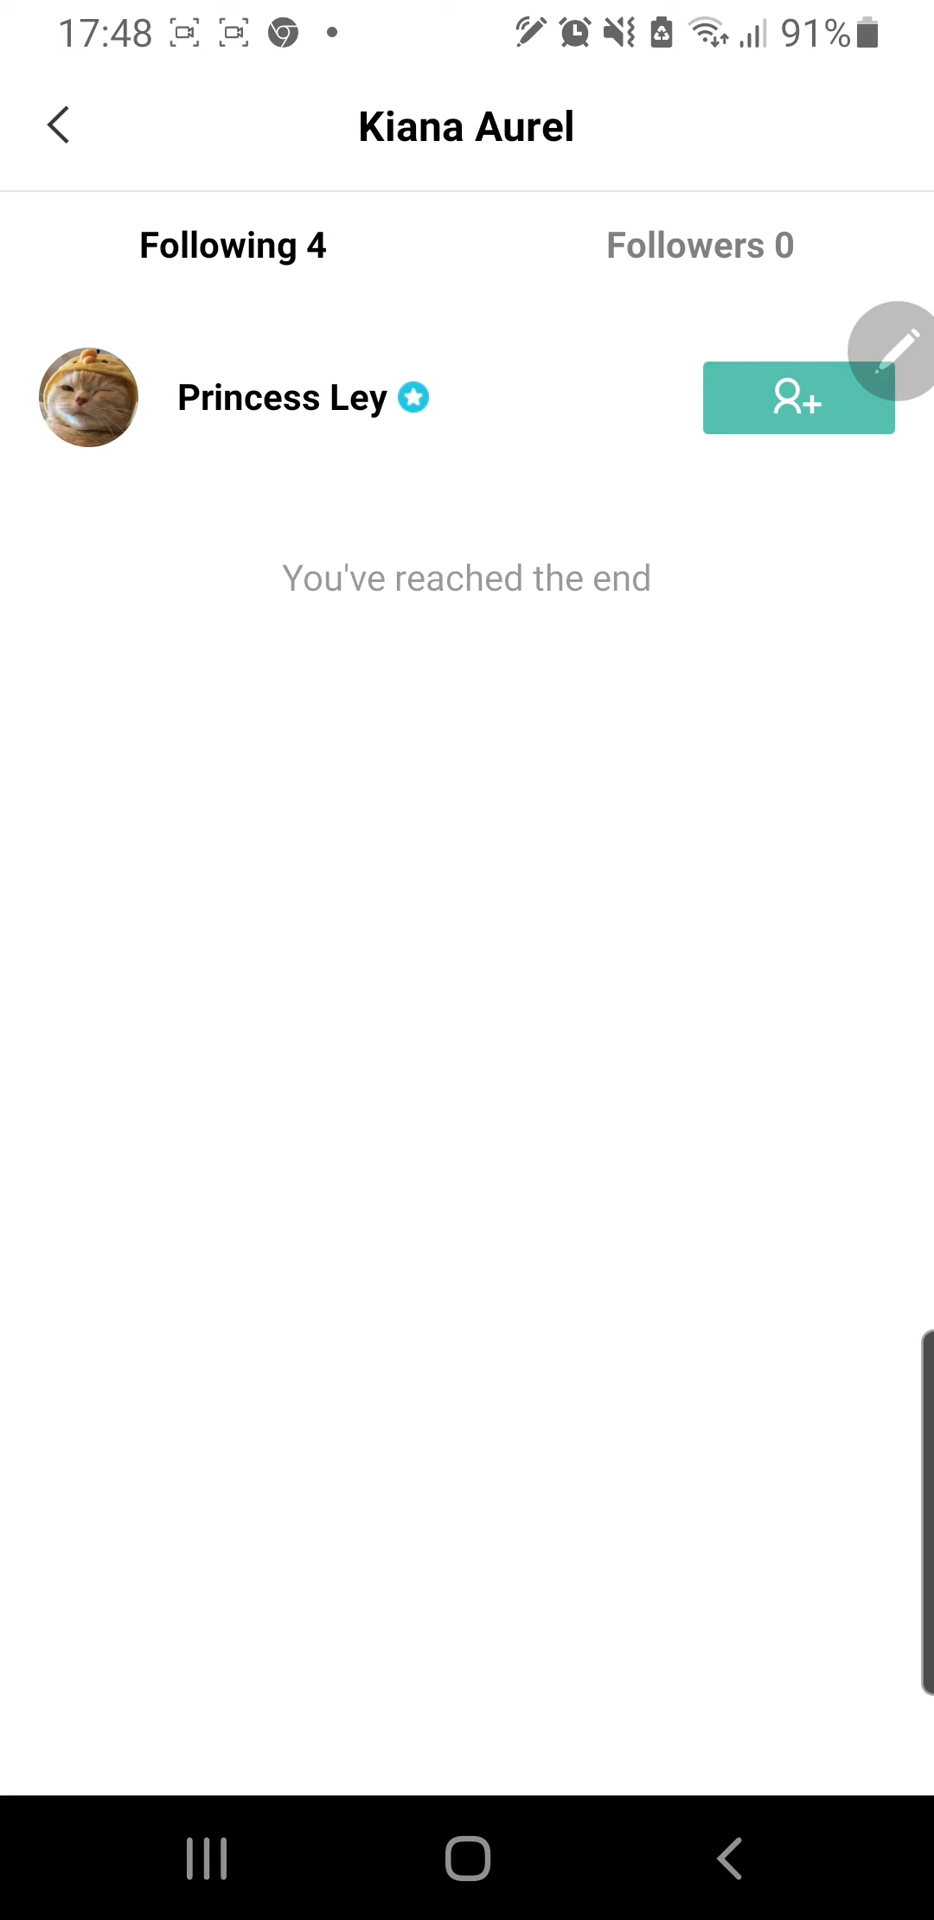 17:48 91%
Kiana Aurel
Following 4 Followers 0
Princess Ley
You've reached the end